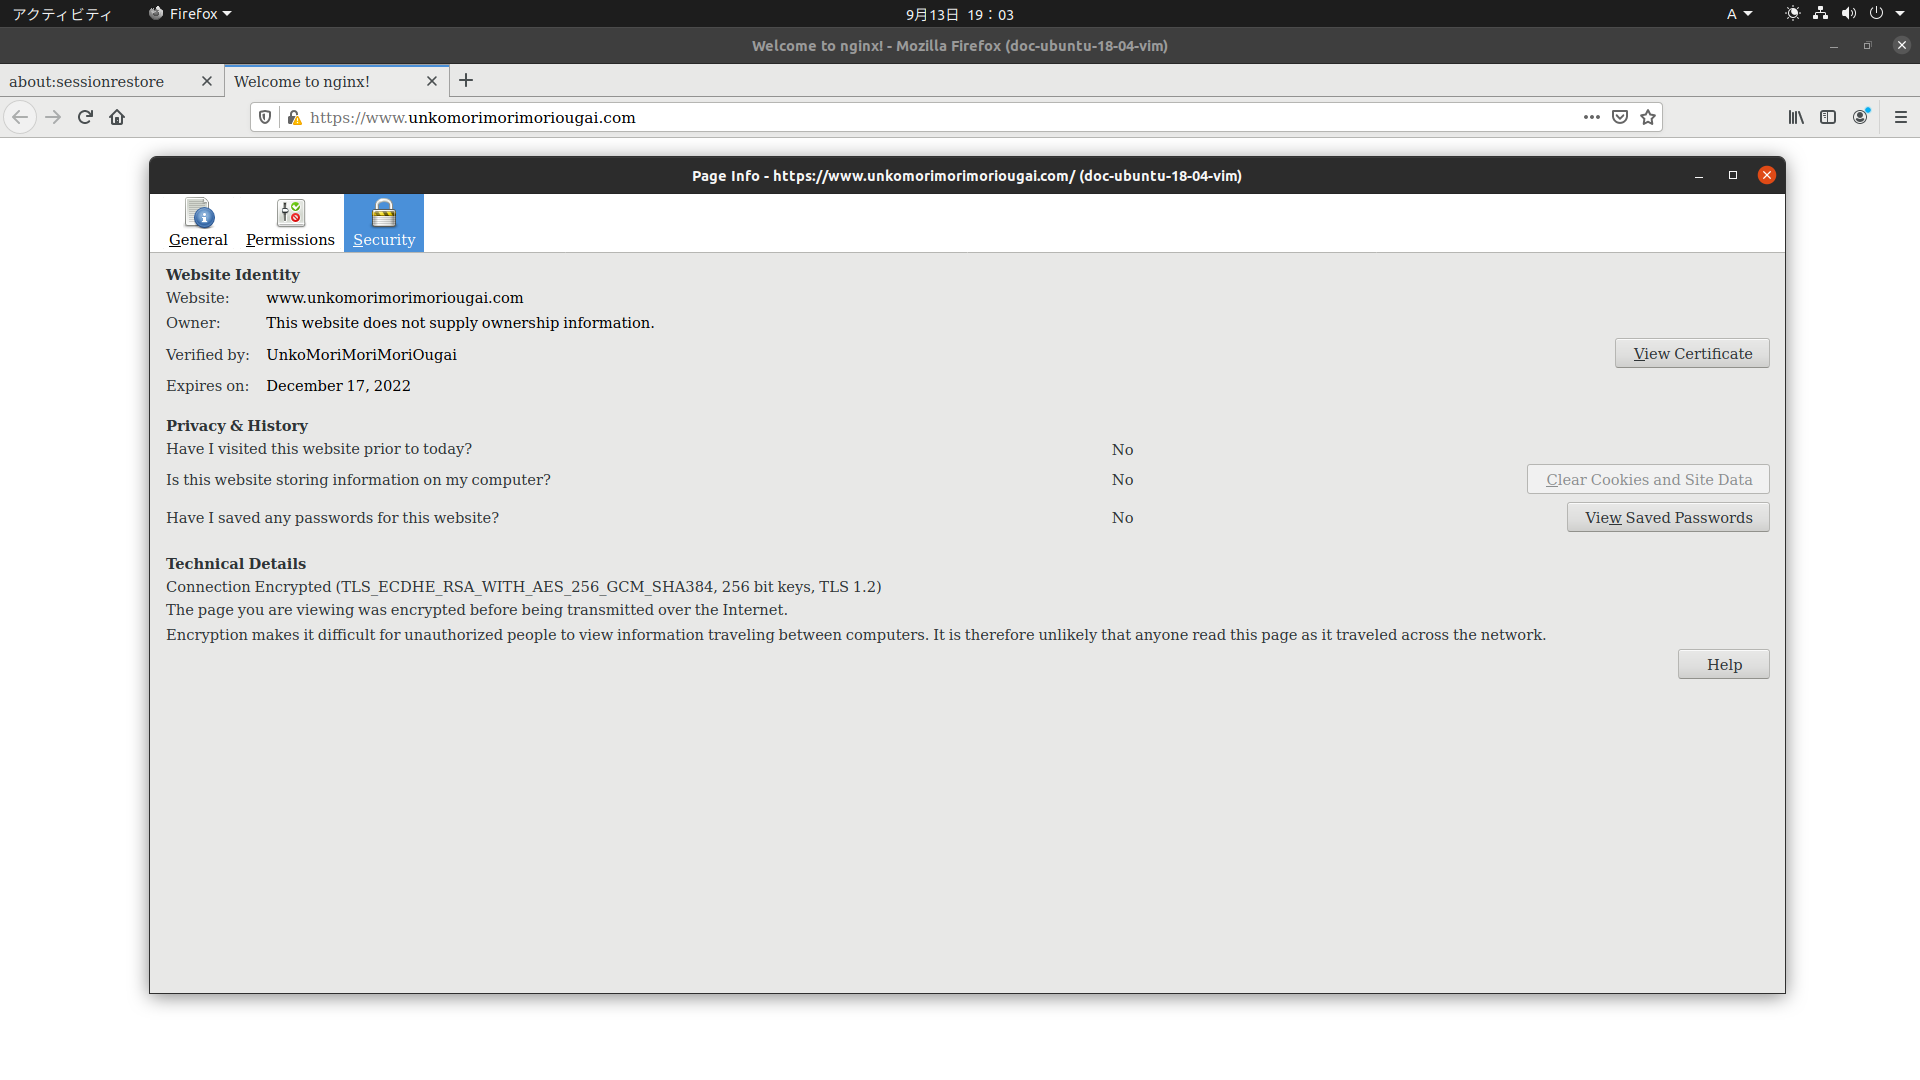 アクティビティ Firefox 9月13日 19：03 A
Welcome to nginx! - Mozilla Firefox (doc-ubuntu-18-04-vim)
about:sessionrestore Welcome to nginx!
https://www.unkomorimorimoriougai.com
Page Info - https://www.unkomorimorimoriougai.com/ (doc-ubuntu-18-04-vim)
General Permissions Security
Website Identity
Website: www.unkomorimorimoriougai.com
Owner: This website does not supply ownership information.
Verified by: UnkoMoriMoriMoriOugai View Certificate
Expires on: December 17, 2022
Privacy & History
Have I visited this website prior to today? No
Is this website storing information on my computer? No Clear Cookies and Site Data
Have I saved any passwords for this website? No View Saved Passwords
Technical Details
Connection Encrypted (TLS_ECDHE_RSA_WITH_AES_256_GCM_SHA384, 256 bit keys, TLS 1.2)
The page you are viewing was encrypted before being transmitted over the Internet.
Encryption makes it difficult for unauthorized people to view information traveling between computers. It is therefore unlikely that anyone read this page as it traveled across the network.
Help